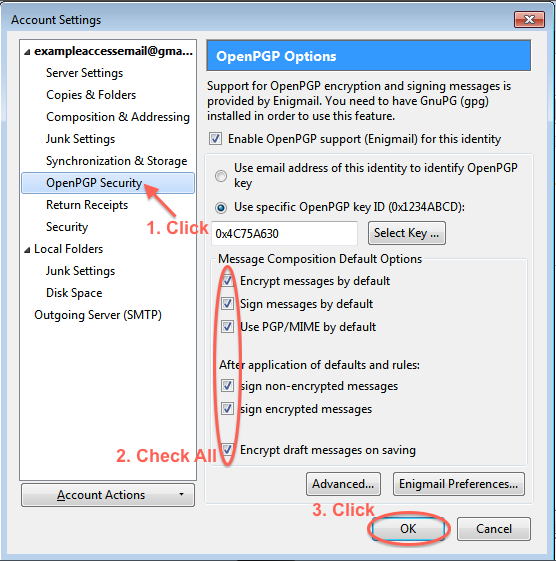 Account Settings
exampleaccessemail@gma...
Server Settings
Copies & Folders
Composition & Addressing
Junk Settings
Synchronization & Storage
OpenPGP Security
Return Receipts
Security
Local Folders
Junk Settings
Disk Space
Outgoing Server (SMTP)
1. Click
Account Actions
OpenPGP Options
Support for OpenPGP encryption and signing messages is
provided by Enigmail. You need to have GnuPG (gpg)
installed in order to use this feature.
Enable OpenPGP support (Enigmail) for this identity
Use email address of this identity to identify OpenPGP
key
Use specific OpenPGP key ID (0x1234ABCD):
0x4C75A630
Select Key ...
Message Composition Default Options
Encrypt messages by default
Sign messages by default
Use PGP/MIME by default
After application of defaults and rules:
sign non-encrypted messages
sign encrypted messages
2. Check All
Encrypt draft messages on saving
Advanced...
Enigmail Preferences...
3. Click
OK
Cancel